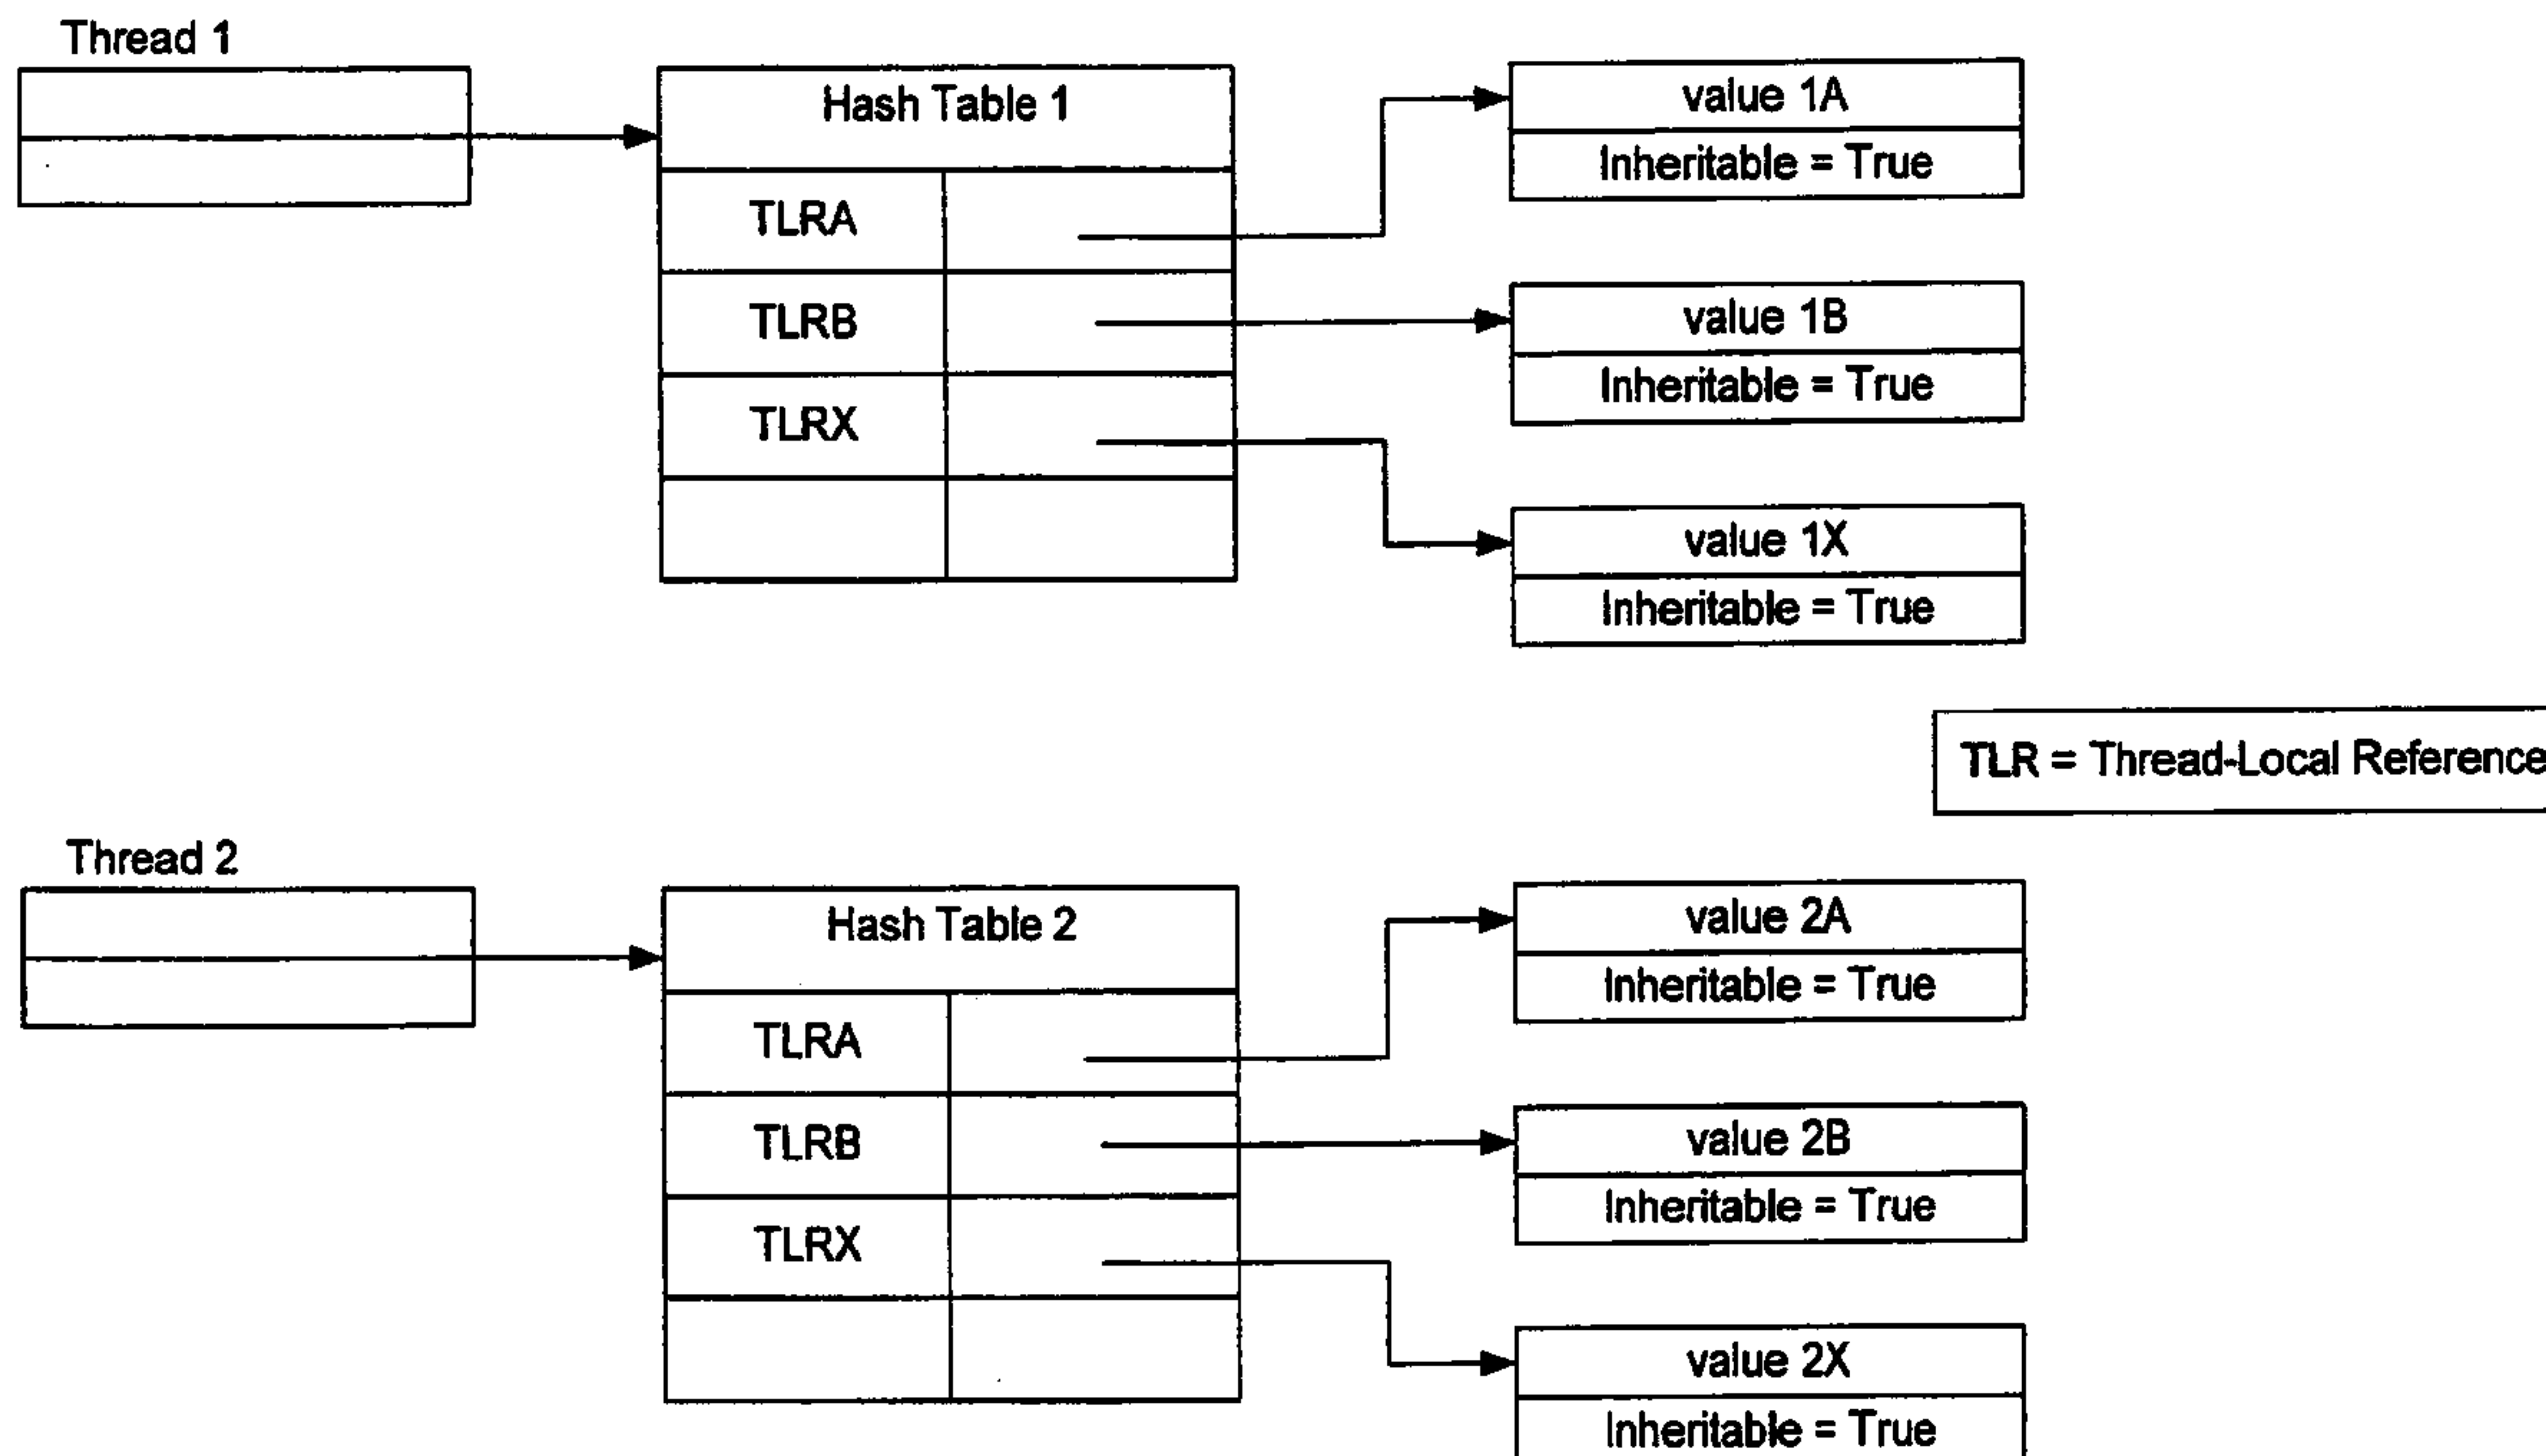 Thread 1
Hash Table 1
TLRA
TLRB
TLRX
value 1A
Inheritable = True
value 1B
Inheritable = True
value 1X
Inheritable = True
TLR = Thread-Local Reference
Thread 2
Hash Table 2
TLRA
TLRB
TLRX
value 2A
Inheritable = True
value 2B
Inheritable = True
value 2X
Inheritable = True